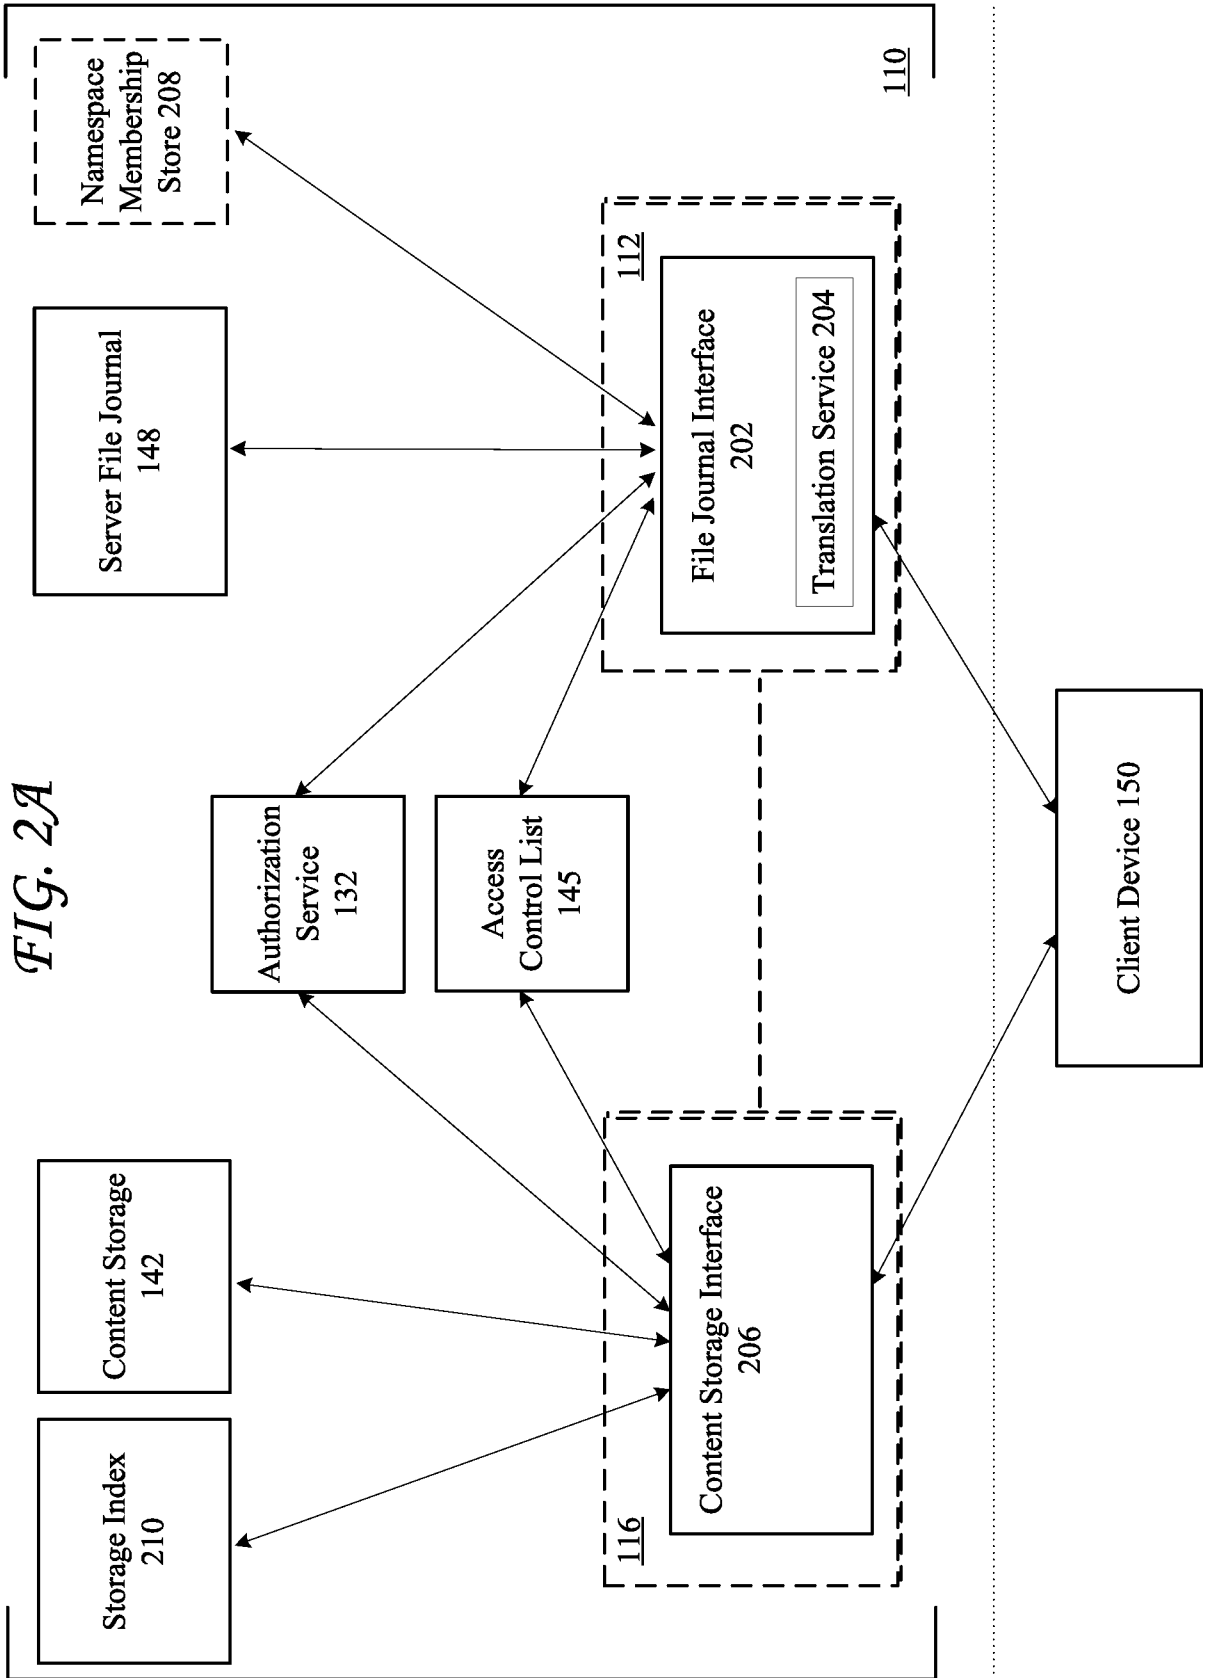 FIG. 2A
Storage Index
210
Content Storage
142
Authorization
Service
132
Access
Control List
145
Server File Journal
148
Namespace
Membership
Store 208
116
Content Storage Interface
206
112
File Journal Interface
202
Translation Service 204
110
Client Device 150